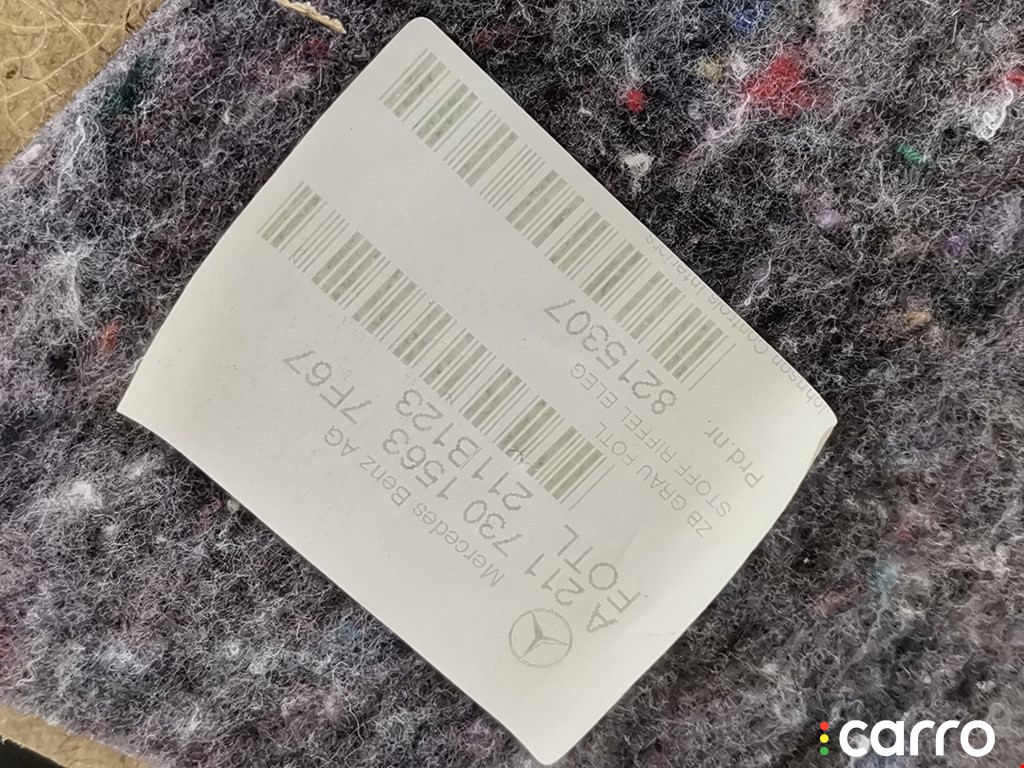 Mercedes Benz AG
A 211 730 1563 7F67
FOTL 211B123
ZB GRAU FOTL
STOFF RIFFEL ELEG
Prd.nr. 8215307
Johnson Controls Interiors
carro